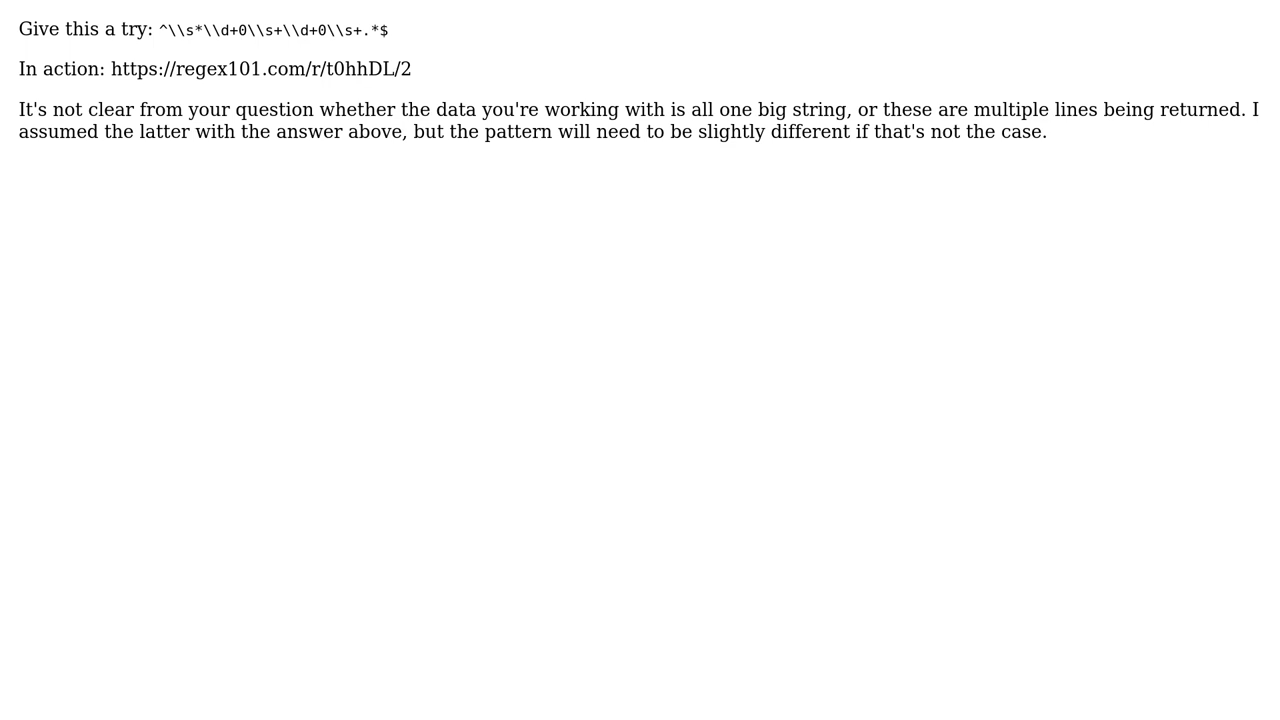 Give this a try: ^\\s*\\d+0\\s+\\d+0\\s+.*$
In action: https://regex101.com/r/t0hhDL/2
It's not clear from your question whether the data you're working with is all one big string, or these are multiple lines being returned. I
assumed the latter with the answer above, but the pattern will need to be slightly different if that's not the case.